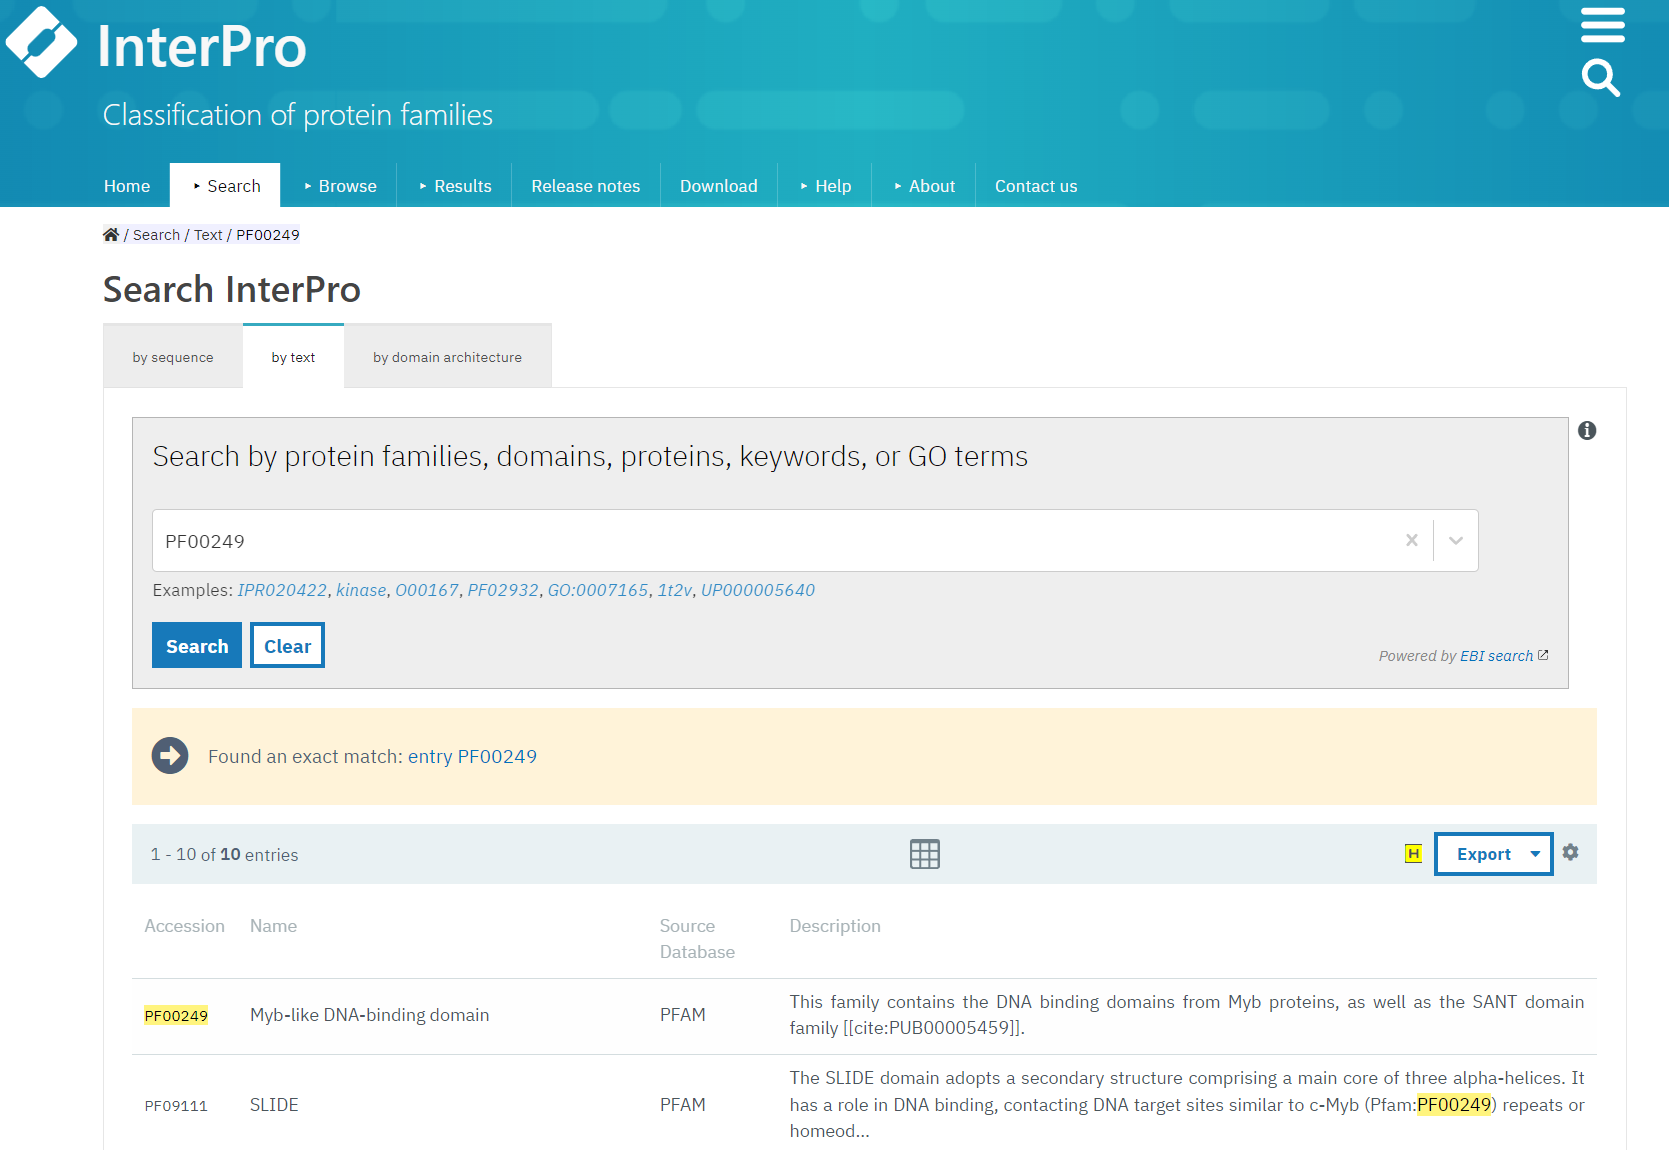 InterPro
Classification of protein families
Home Search Browse Results Release notes Download Help About Contact us
/ Search / Text / PF00249
Search InterPro
by sequence by text by domain architecture
Search by protein families, domains, proteins, keywords, or GO terms
PF00249
Examples: IPR020422, kinase, O00167, PF02932, GO:0007165, 1t2v, UP000005640
Search Clear
Powered by EBI search
Found an exact match: entry PF00249
1 - 10 of 10 entries
H Export
Accession Name Source Database Description
PF00249 Myb-like DNA-binding domain PFAM
This family contains the DNA binding domains from Myb proteins, as well as the SANT domain
family [[cite:PUB00005459]].
PF09111 SLIDE PFAM
The SLIDE domain adopts a secondary structure comprising a main core of three alpha-helices. It
has a role in DNA binding, contacting DNA target sites similar to c-Myb (Pfam:PF00249) repeats or
homeod...